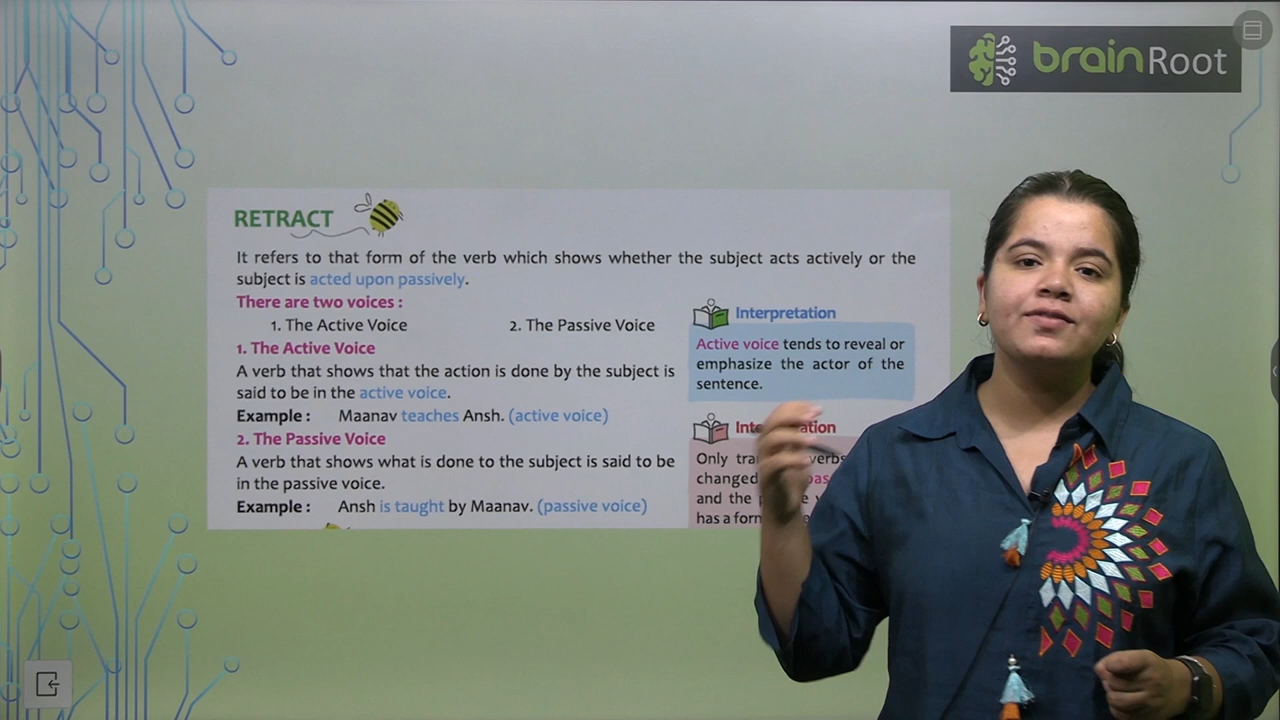 brainRoot
RETRACT
It refers to that form of the verb which shows whether the subject acts actively or the
subject is acted upon passively.
There are two voices :
1. The Active Voice 2. The Passive Voice
1. The Active Voice
A verb that shows that the action is done by the subject is
said to be in the active voice.
Example : Maanav teaches Ansh. (active voice)
2. The Passive Voice
A verb that shows what is done to the subject is said to be
in the passive voice.
Example : Ansh is taught by Maanav. (passive voice)
Interpretation
Active voice tends to reveal or
emphasize the actor of the
sentence.
Only verbs
changed
and the
has a form